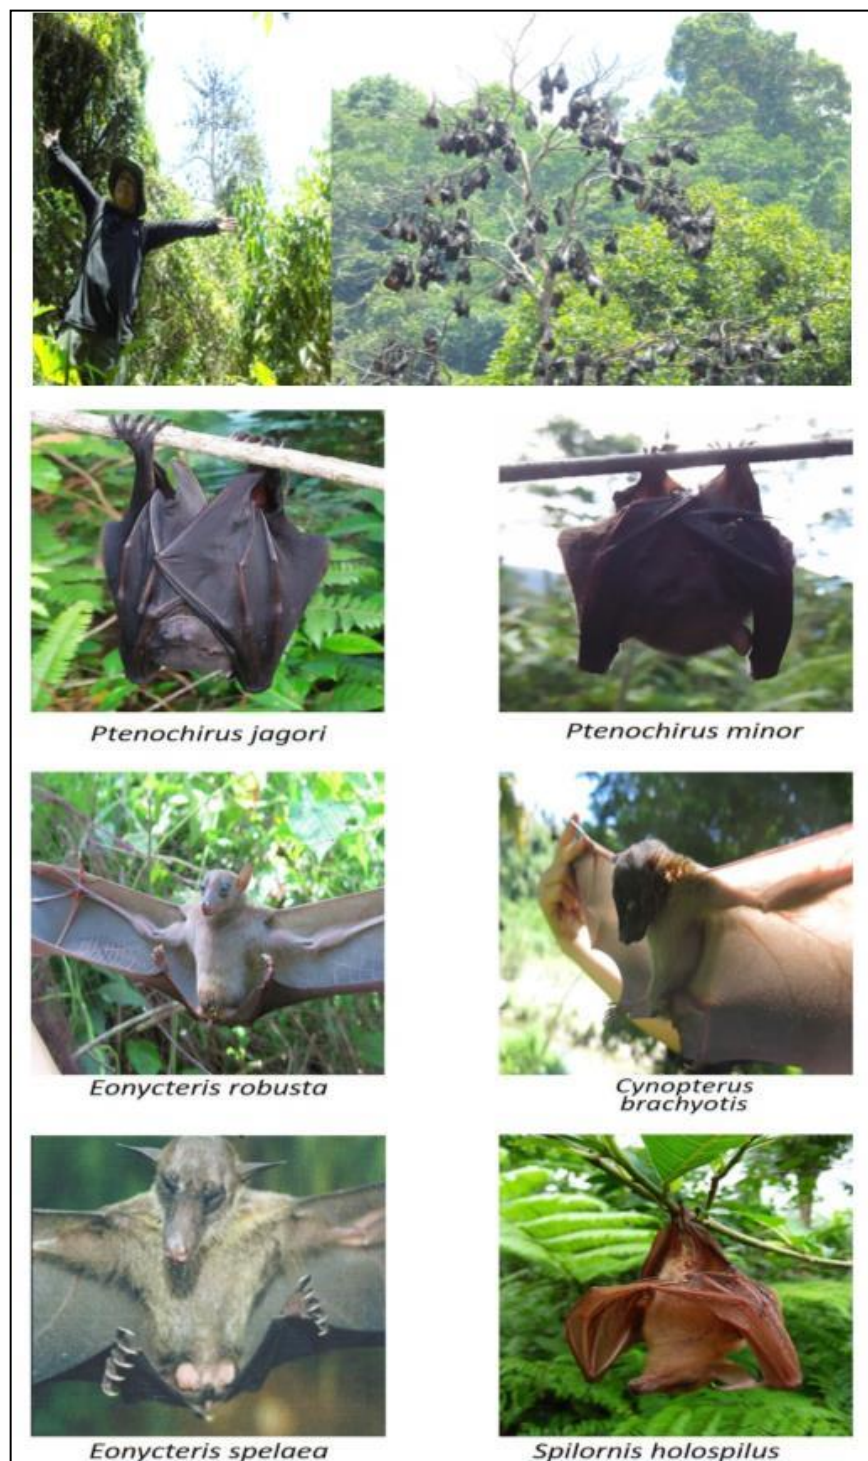 Ptenochirus jagori
Ptenochirus minor
Eonycteris robusta
Cynopterus
brachyotis
Eonycteris spelaea
Spilornis holospilus